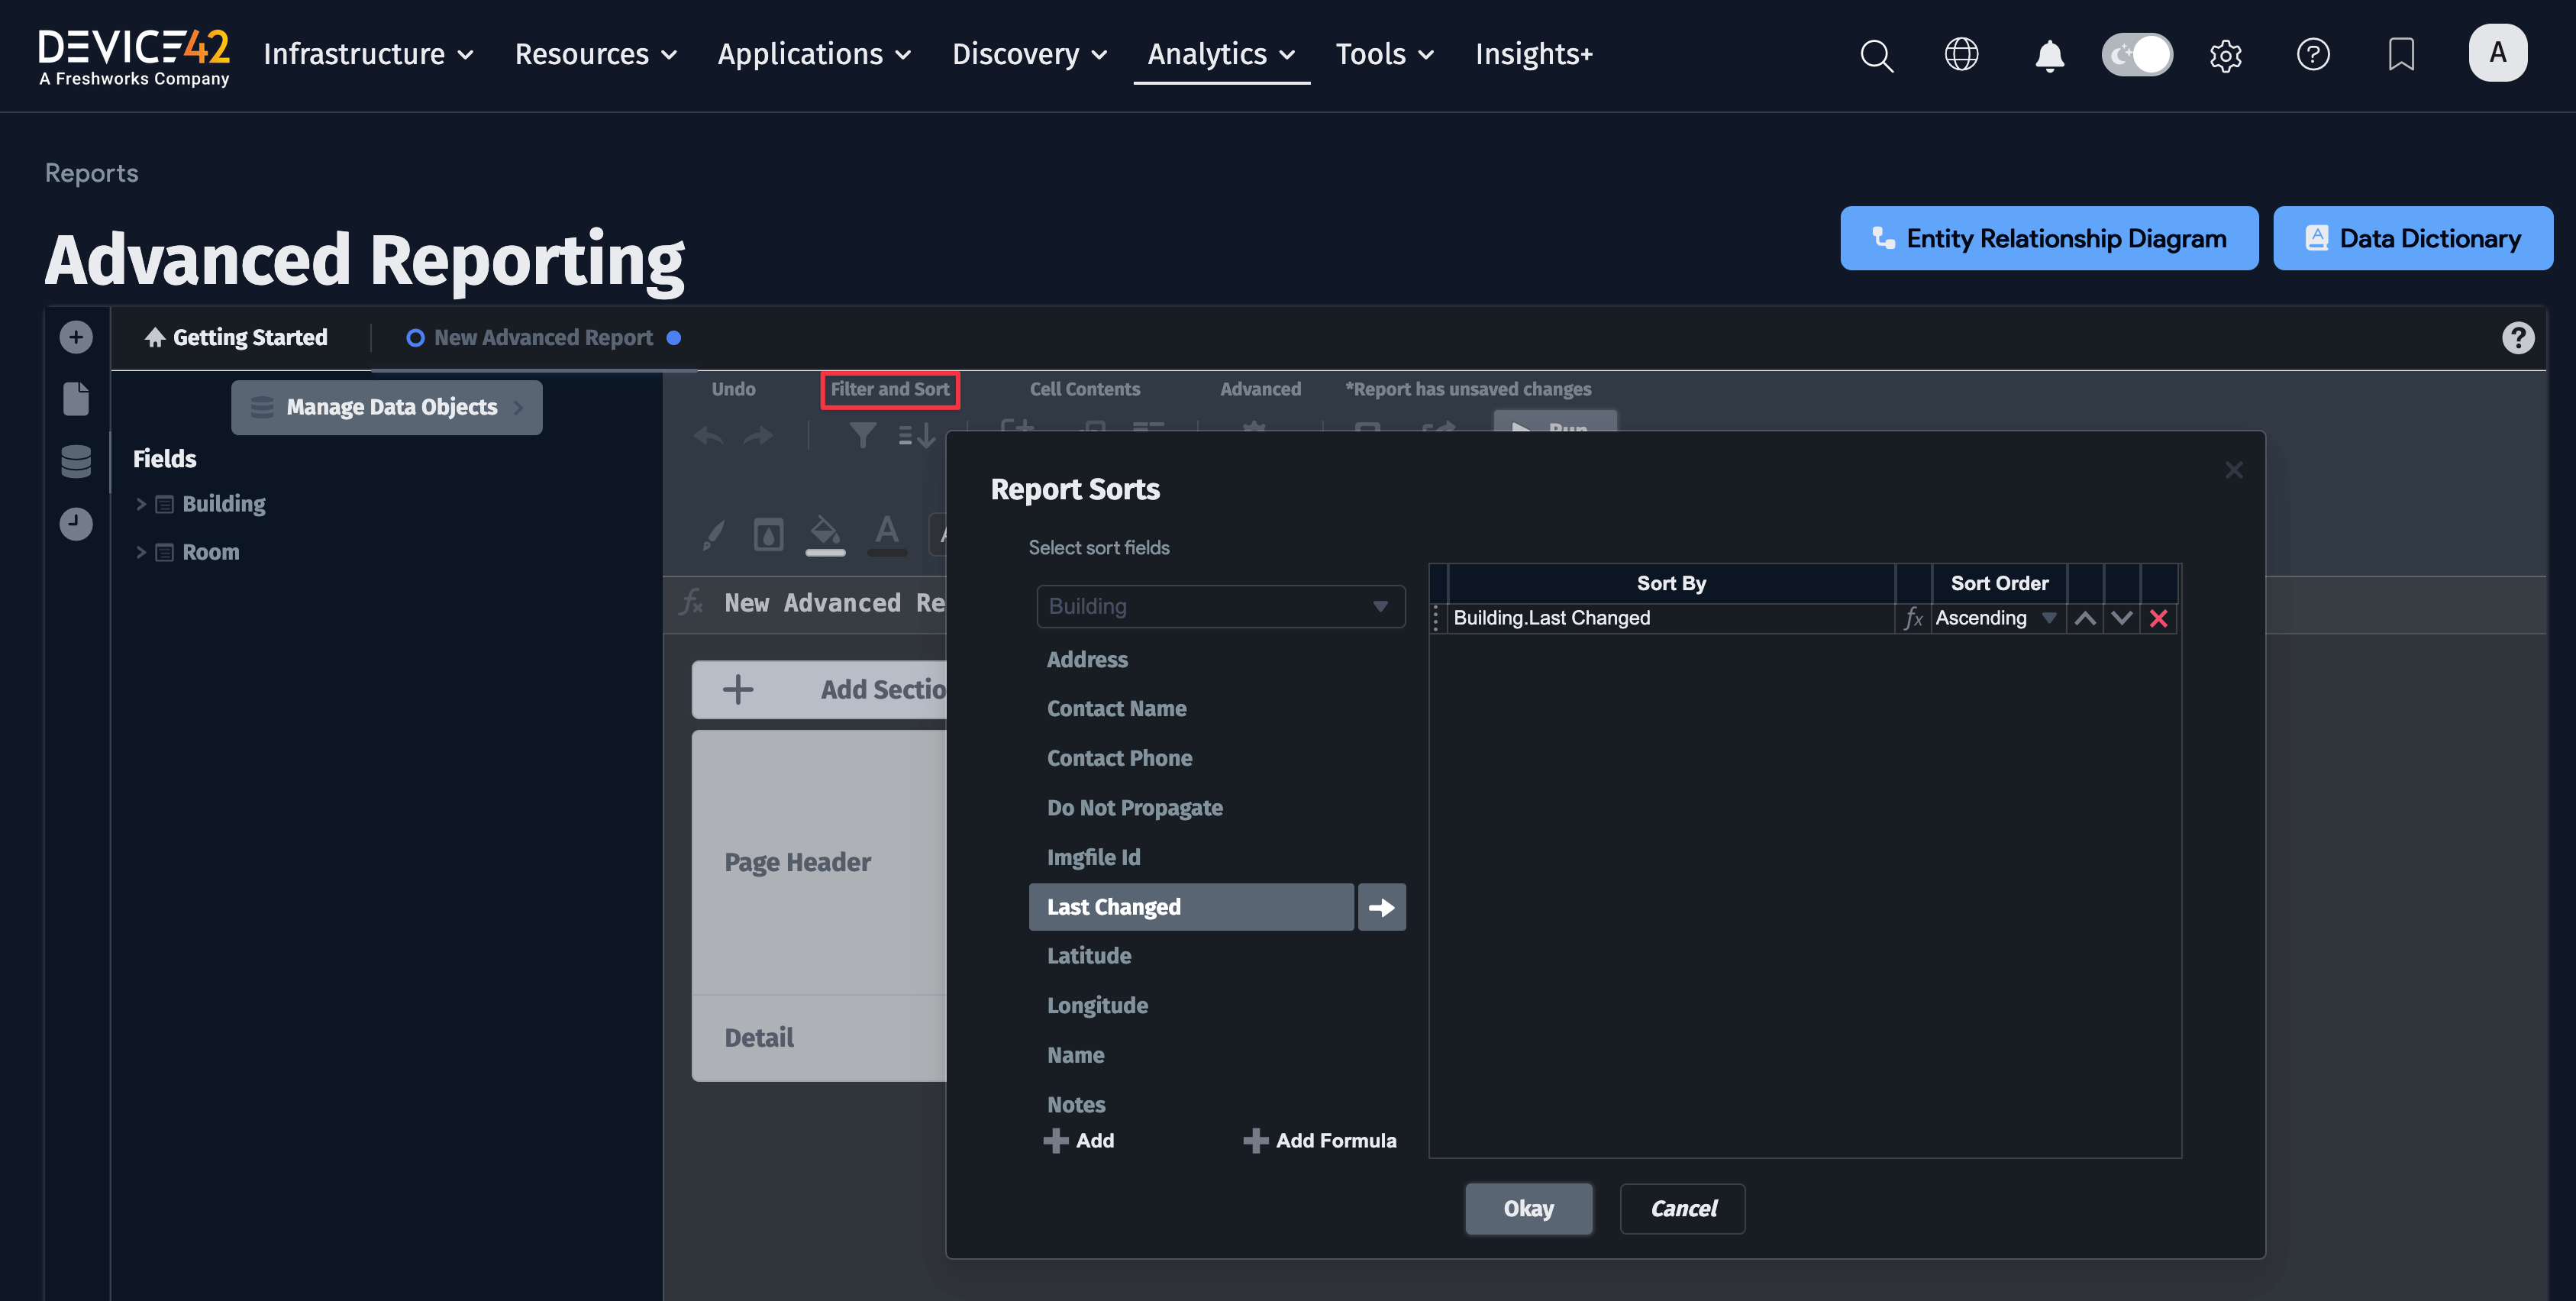 DEVICE42
A Freshworks Company
Infrastructure
Resources
Applications
Discovery
Analytics
Tools
Insights+
A
Reports
Advanced Reporting
Entity Relationship Diagram
Data Dictionary
Getting Started
New Advanced Report
?
Manage Data Objects
Undo
Filter and Sort
Cell Contents
Advanced
*Report has unsaved changes
Run
Fields
Building
Room
A
fx New Advanced Re
Add Sectio
Page Header
Detail
Report Sorts
Select sort fields
Building
Address
Contact Name
Contact Phone
Do Not Propagate
Imgfile Id
Last Changed
Latitude
Longitude
Name
Notes
Add
Add Formula
Sort By
Sort Order
Building.Last Changed
fx
Ascending
Okay
Cancel